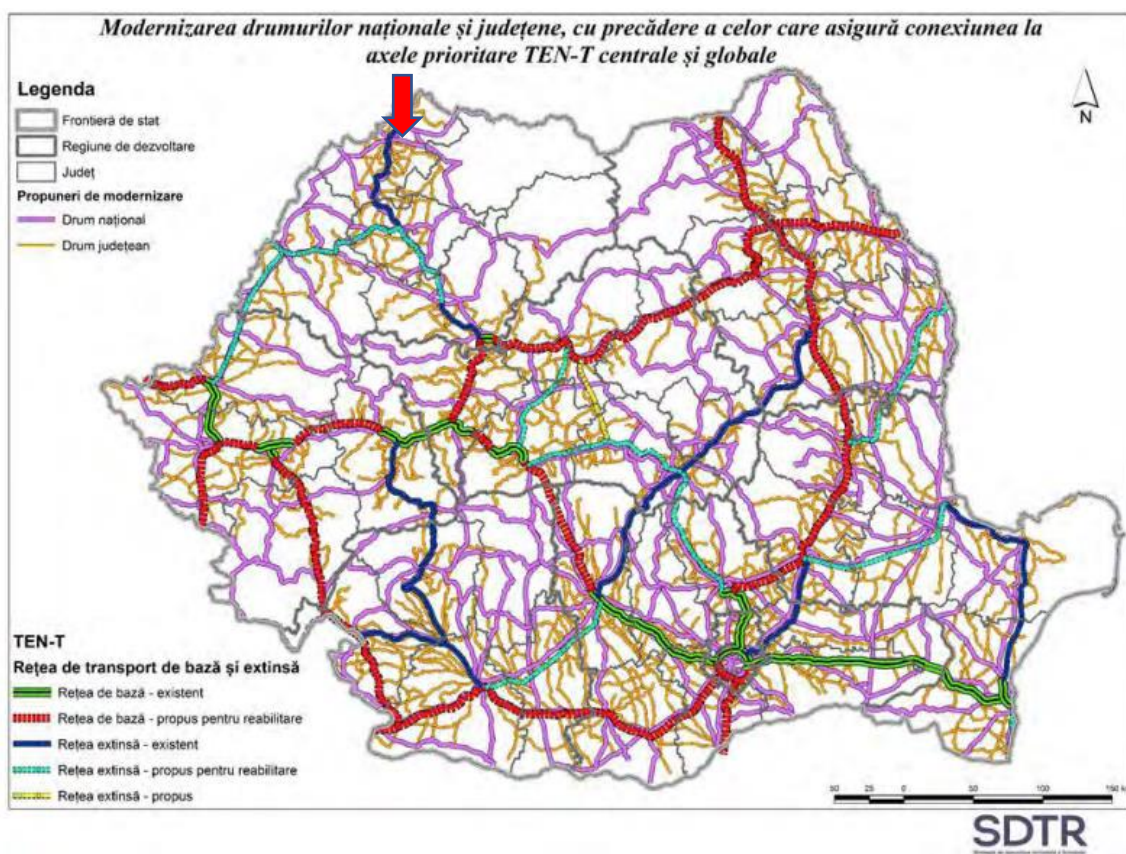 Modernizarea drumurilor naționale și județene, cu precădere a celor care asigură conexiunea la
axele prioritare TEN-T centrale și globale
Legenda
Frontieră de stat
Regiune de dezvoltare
Județ
Propuneri de modernizare
Drum național
Drum județean
N
TEN-T
Rețea de transport de bază și extinsă
Rețea de bază - existent
Rețea de bază - propus pentru reabilitare
Rețea extinsă - existent
Rețea extinsă - propus pentru reabilitare
Rețea extinsă - propus
50 25 0 50 100 150
SDTR